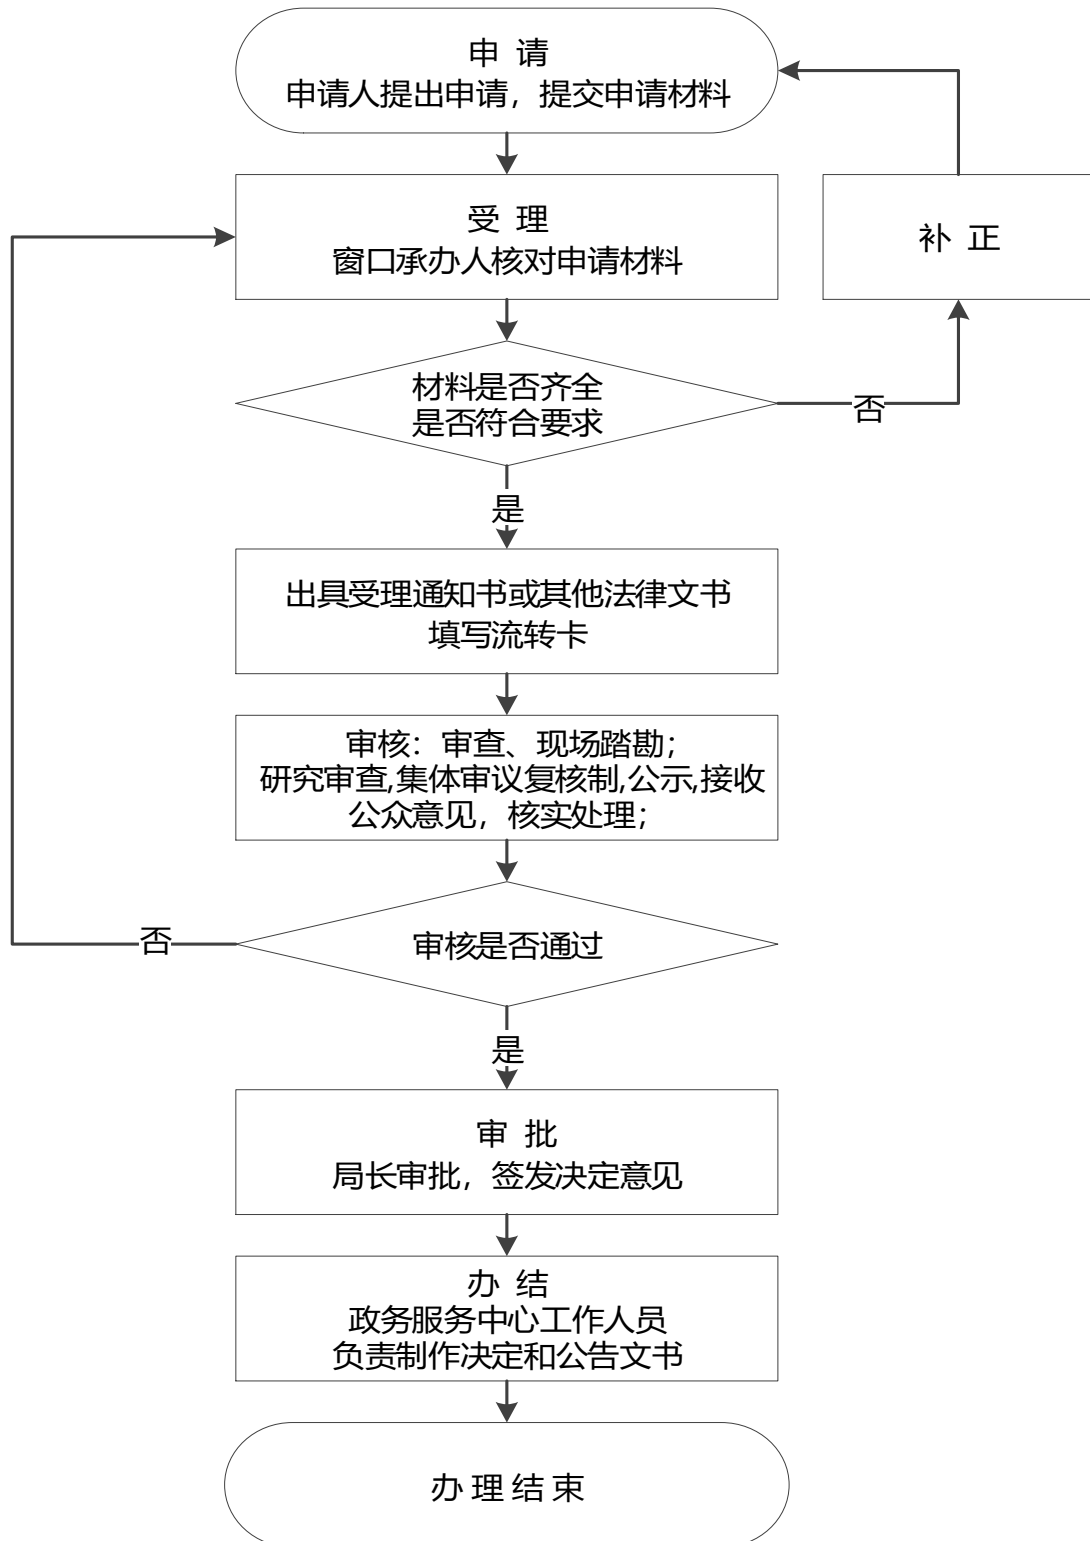 申 请
申请人提出申请，提交申请材料
受 理
窗口承办人核对申请材料
补 正
材料是否齐全
是否符合要求
否
是
出具受理通知书或其他法律文书
填写流转卡
审核：审查、现场踏勘；
研究审查,集体审议复核制,公示,接收
公众意见，核实处理；
审核是否通过
否
是
审 批
局长审批，签发决定意见
办 结
政务服务中心工作人员
负责制作决定和公告文书
办 理 结 束